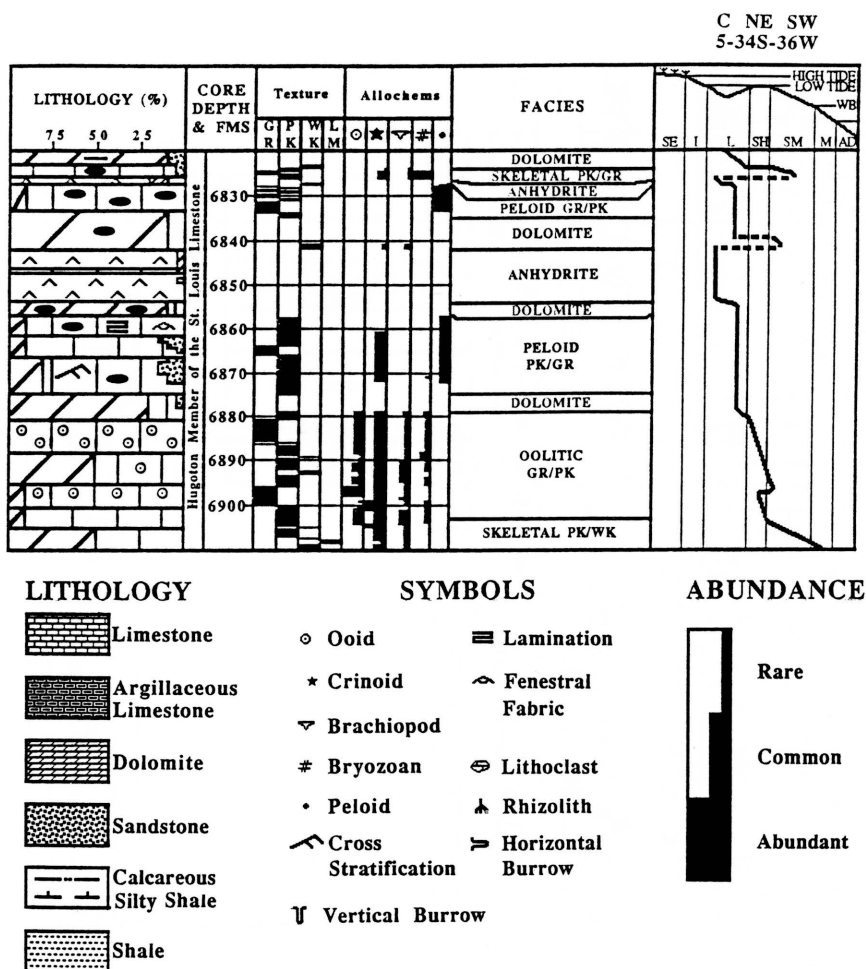 C NE SW
5-34S-36W
LITHOLOGY (%)
75 50 25
CORE
DEPTH
& FMS
Texture
G R
P K
W K
L M
Allochems
FACIES
HIGH TIDE
LOW TIDE
WB
SE I L SH SM M AD
Hugoton Member of the St. Louis Limestone
6830
6840
6850
6860
6870
6880
6890
6900
DOLOMITE
SKELETAL PK/GR
ANHYDRITE
PELOID GR/PK
DOLOMITE
ANHYDRITE
DOLOMITE
PELOID
PK/GR
DOLOMITE
OOLITIC
GR/PK
SKELETAL PK/WK
LITHOLOGY
Limestone
Argillaceous
Limestone
Dolomite
Sandstone
Calcareous
Silty Shale
Shale
SYMBOLS
Ooid
Crinoid
Brachiopod
Bryozoan
Peloid
Cross
Stratification
Vertical Burrow
Lamination
Fenestral
Fabric
Lithoclast
Rhizolith
Horizontal
Burrow
ABUNDANCE
Rare
Common
Abundant